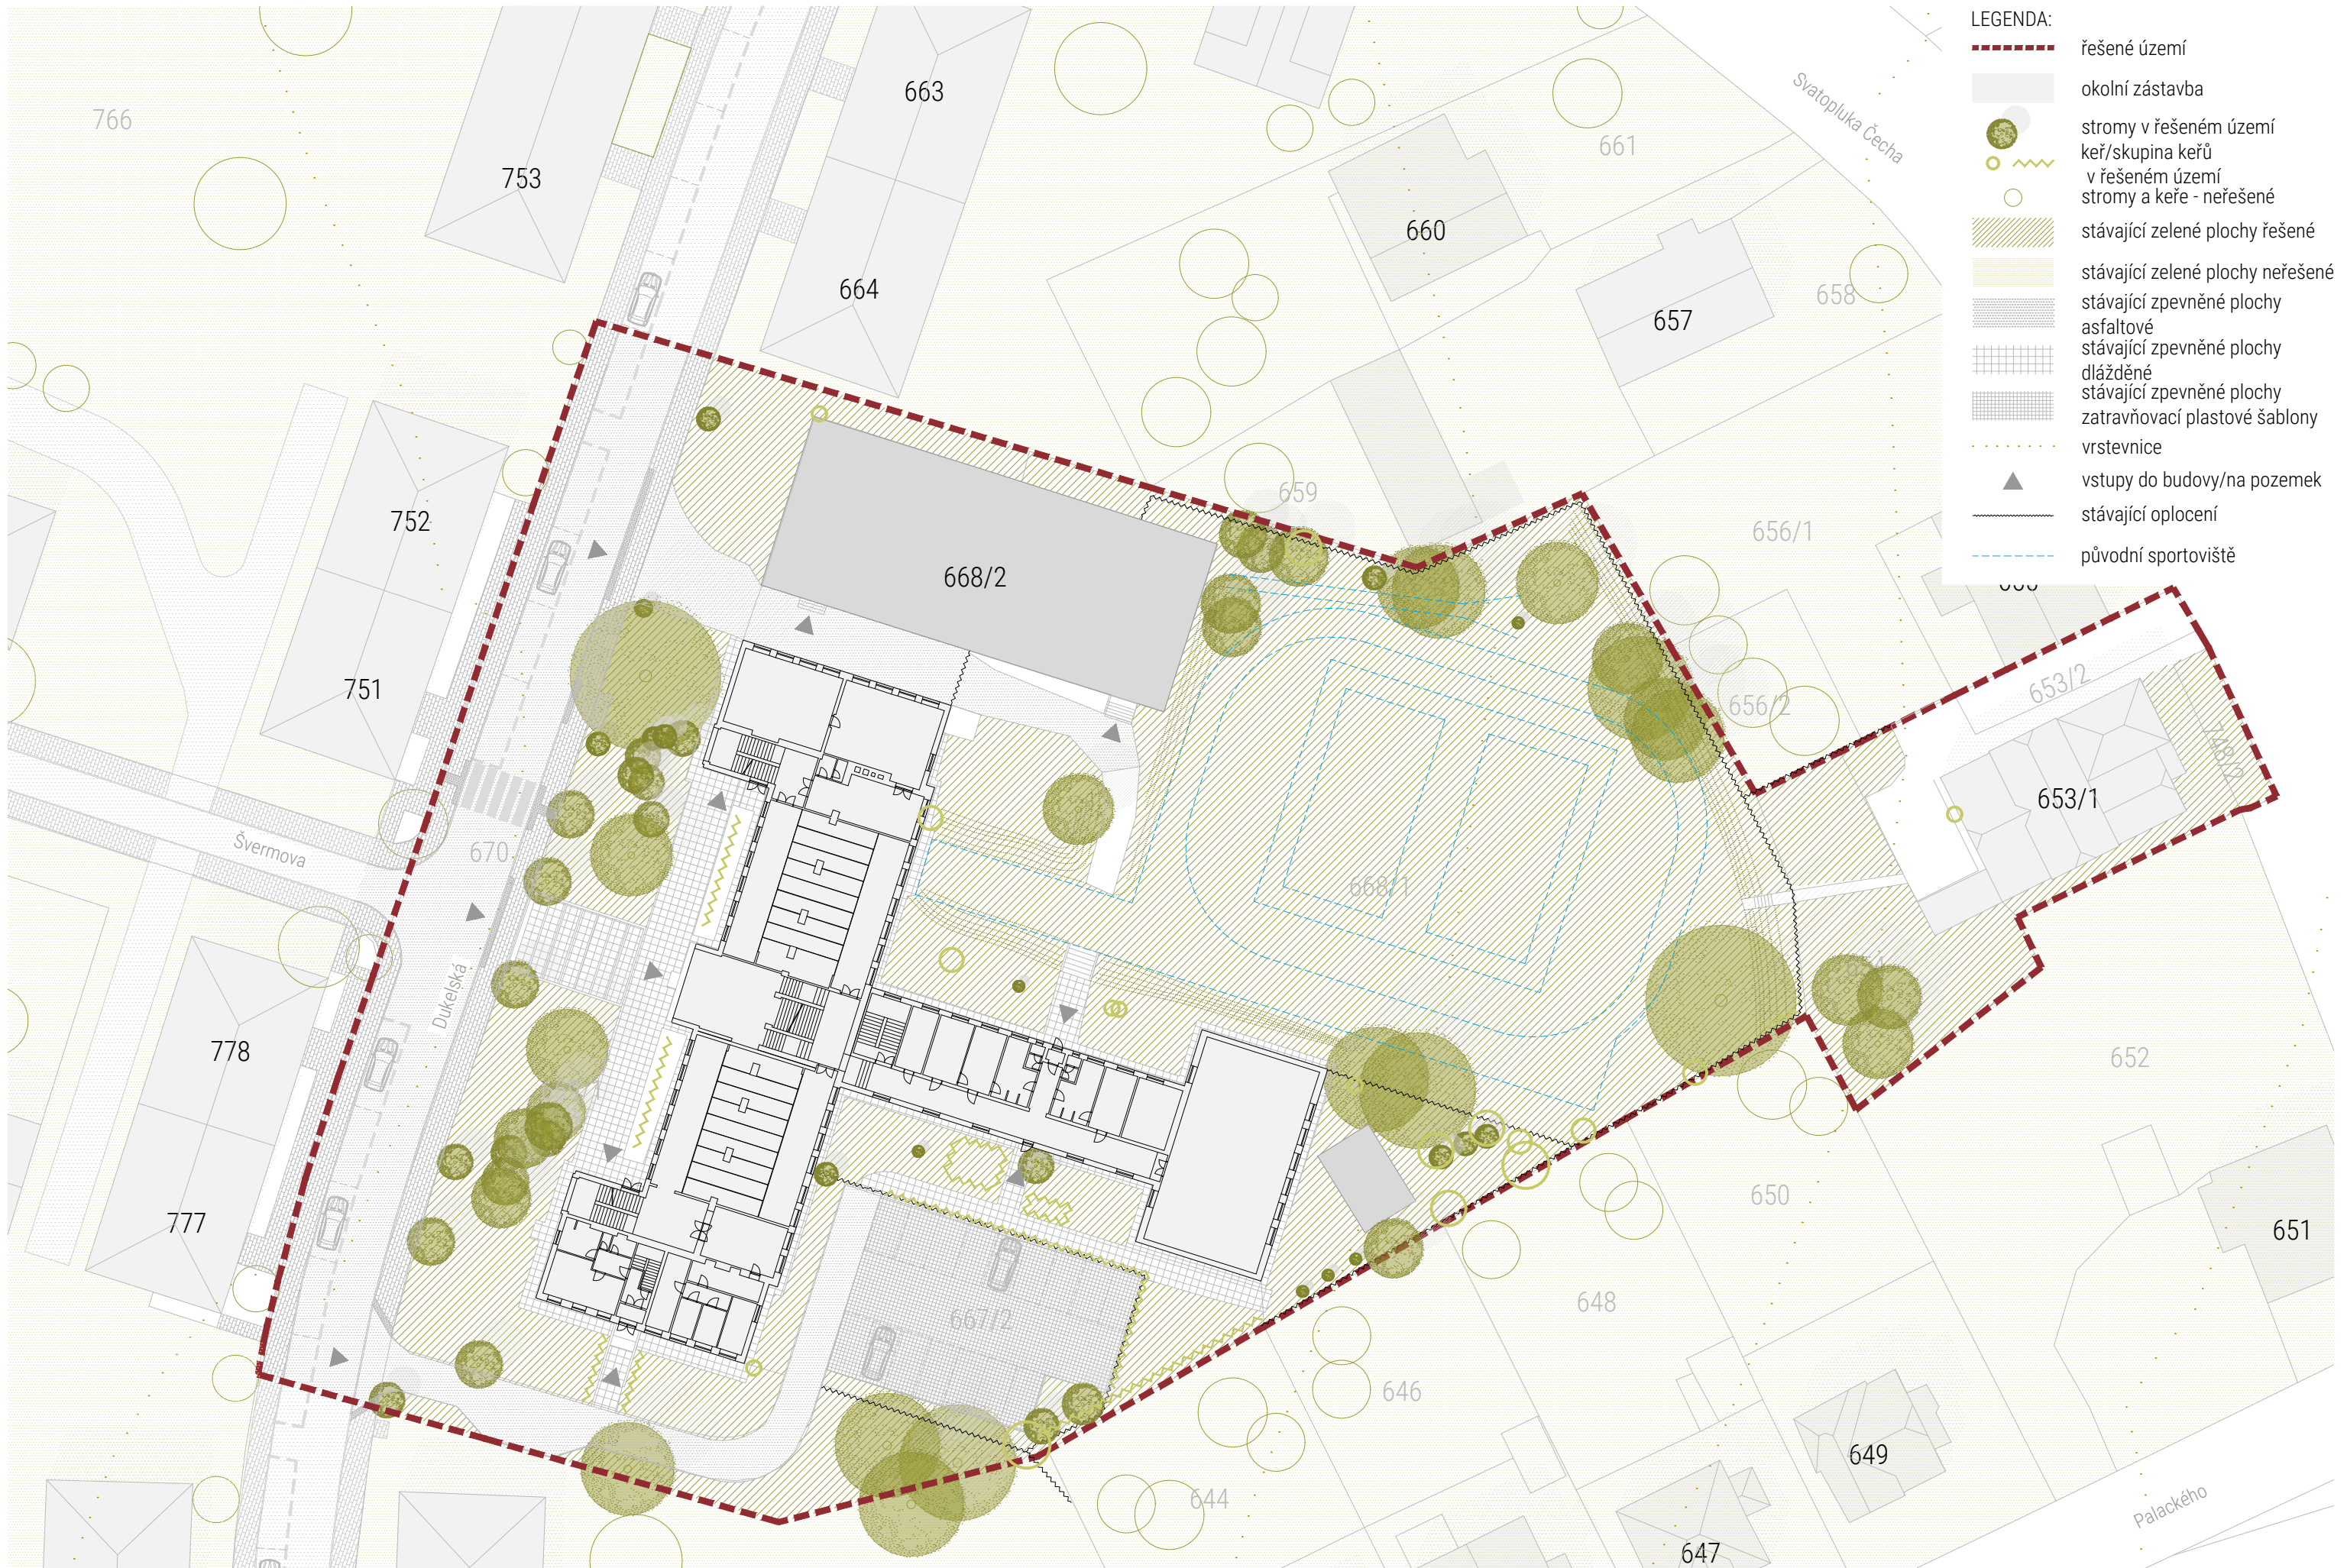 LEGENDA:
řešené území
okolní zástavba
stromy v řešeném území
keř/skupina keřů
v řešeném území
stromy a keře - neřešené
stávající zelené plochy řešené
stávající zelené plochy neřešené
stávající zpevněné plochy
asfaltové
stávající zpevněné plochy
dlážděné
stávající zpevněné plochy
zatravňovací plastové šablony
vrstevnice
vstupy do budovy/na pozemek
stávající oplocení
původní sportoviště
766
753
663
664
Svatopluka Čecha
661
660
657
658
659
656/1
752
751
668/2
656/2
653/2
748/2
653/1
Švermova
670
668/1
Dukelská
778
777
667/2
652
650
651
648
646
644
649
647
Palackého